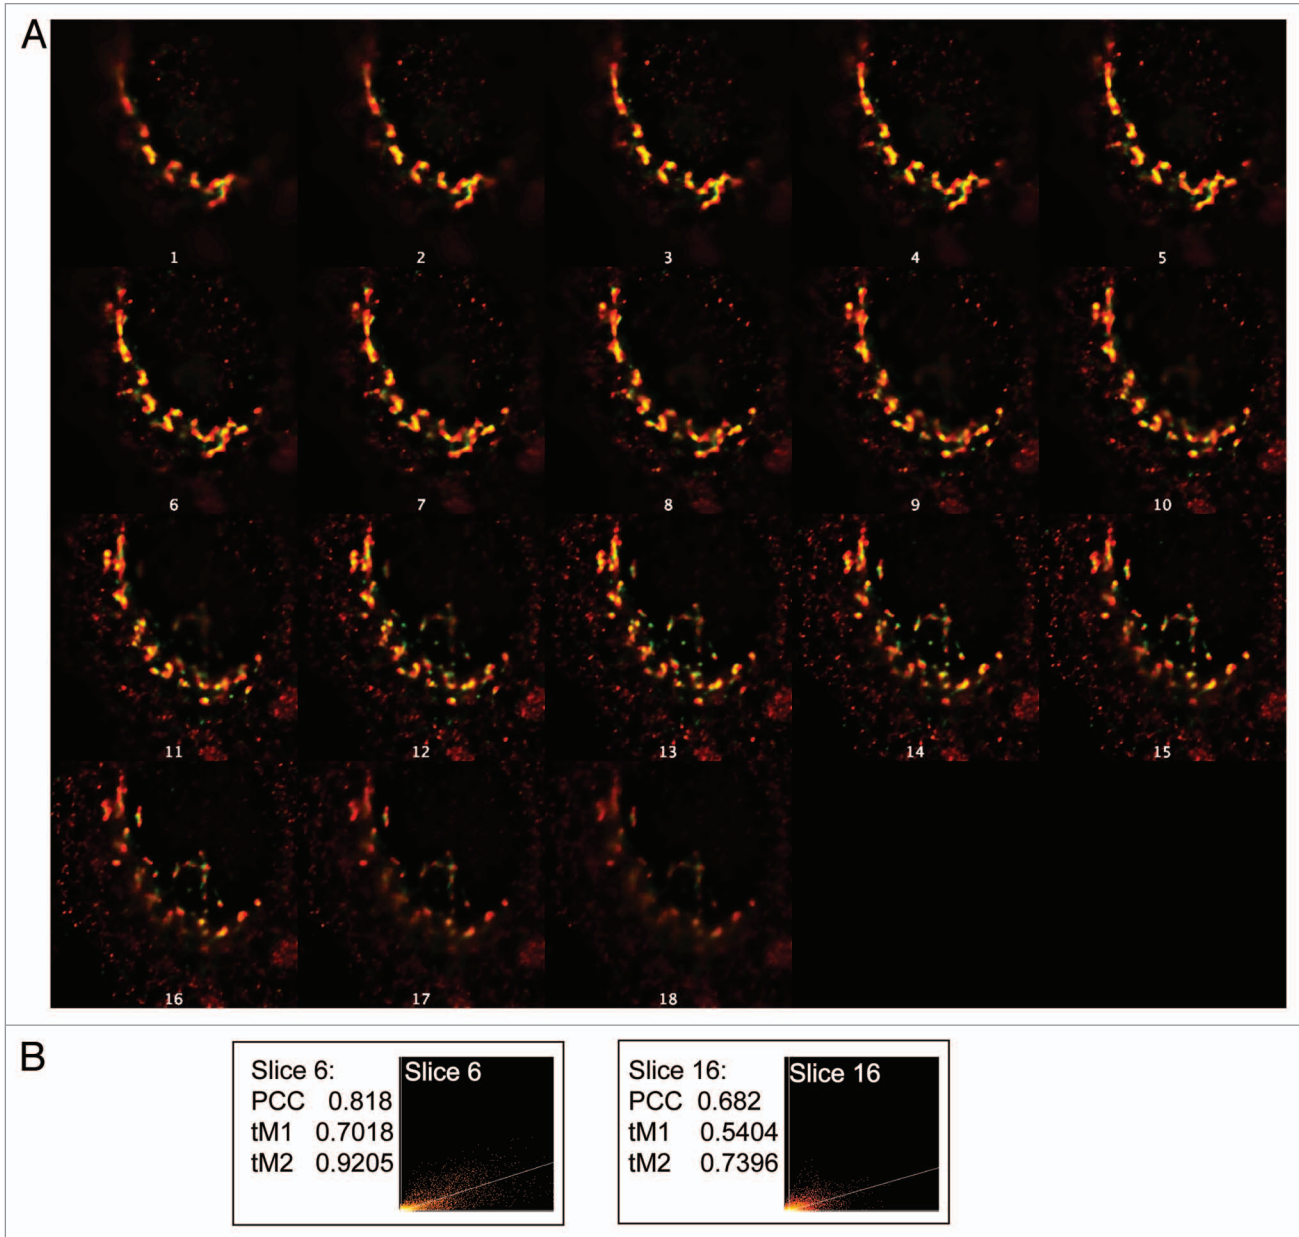 A
1 2 3 4 5
6 7 8 9 10
11 12 13 14 15
16 17 18
B
Slice 6:
PCC 0.818
tM1 0.7018
tM2 0.9205
Slice 6
Slice 16:
PCC 0.682
tM1 0.5404
tM2 0.7396
Slice 16